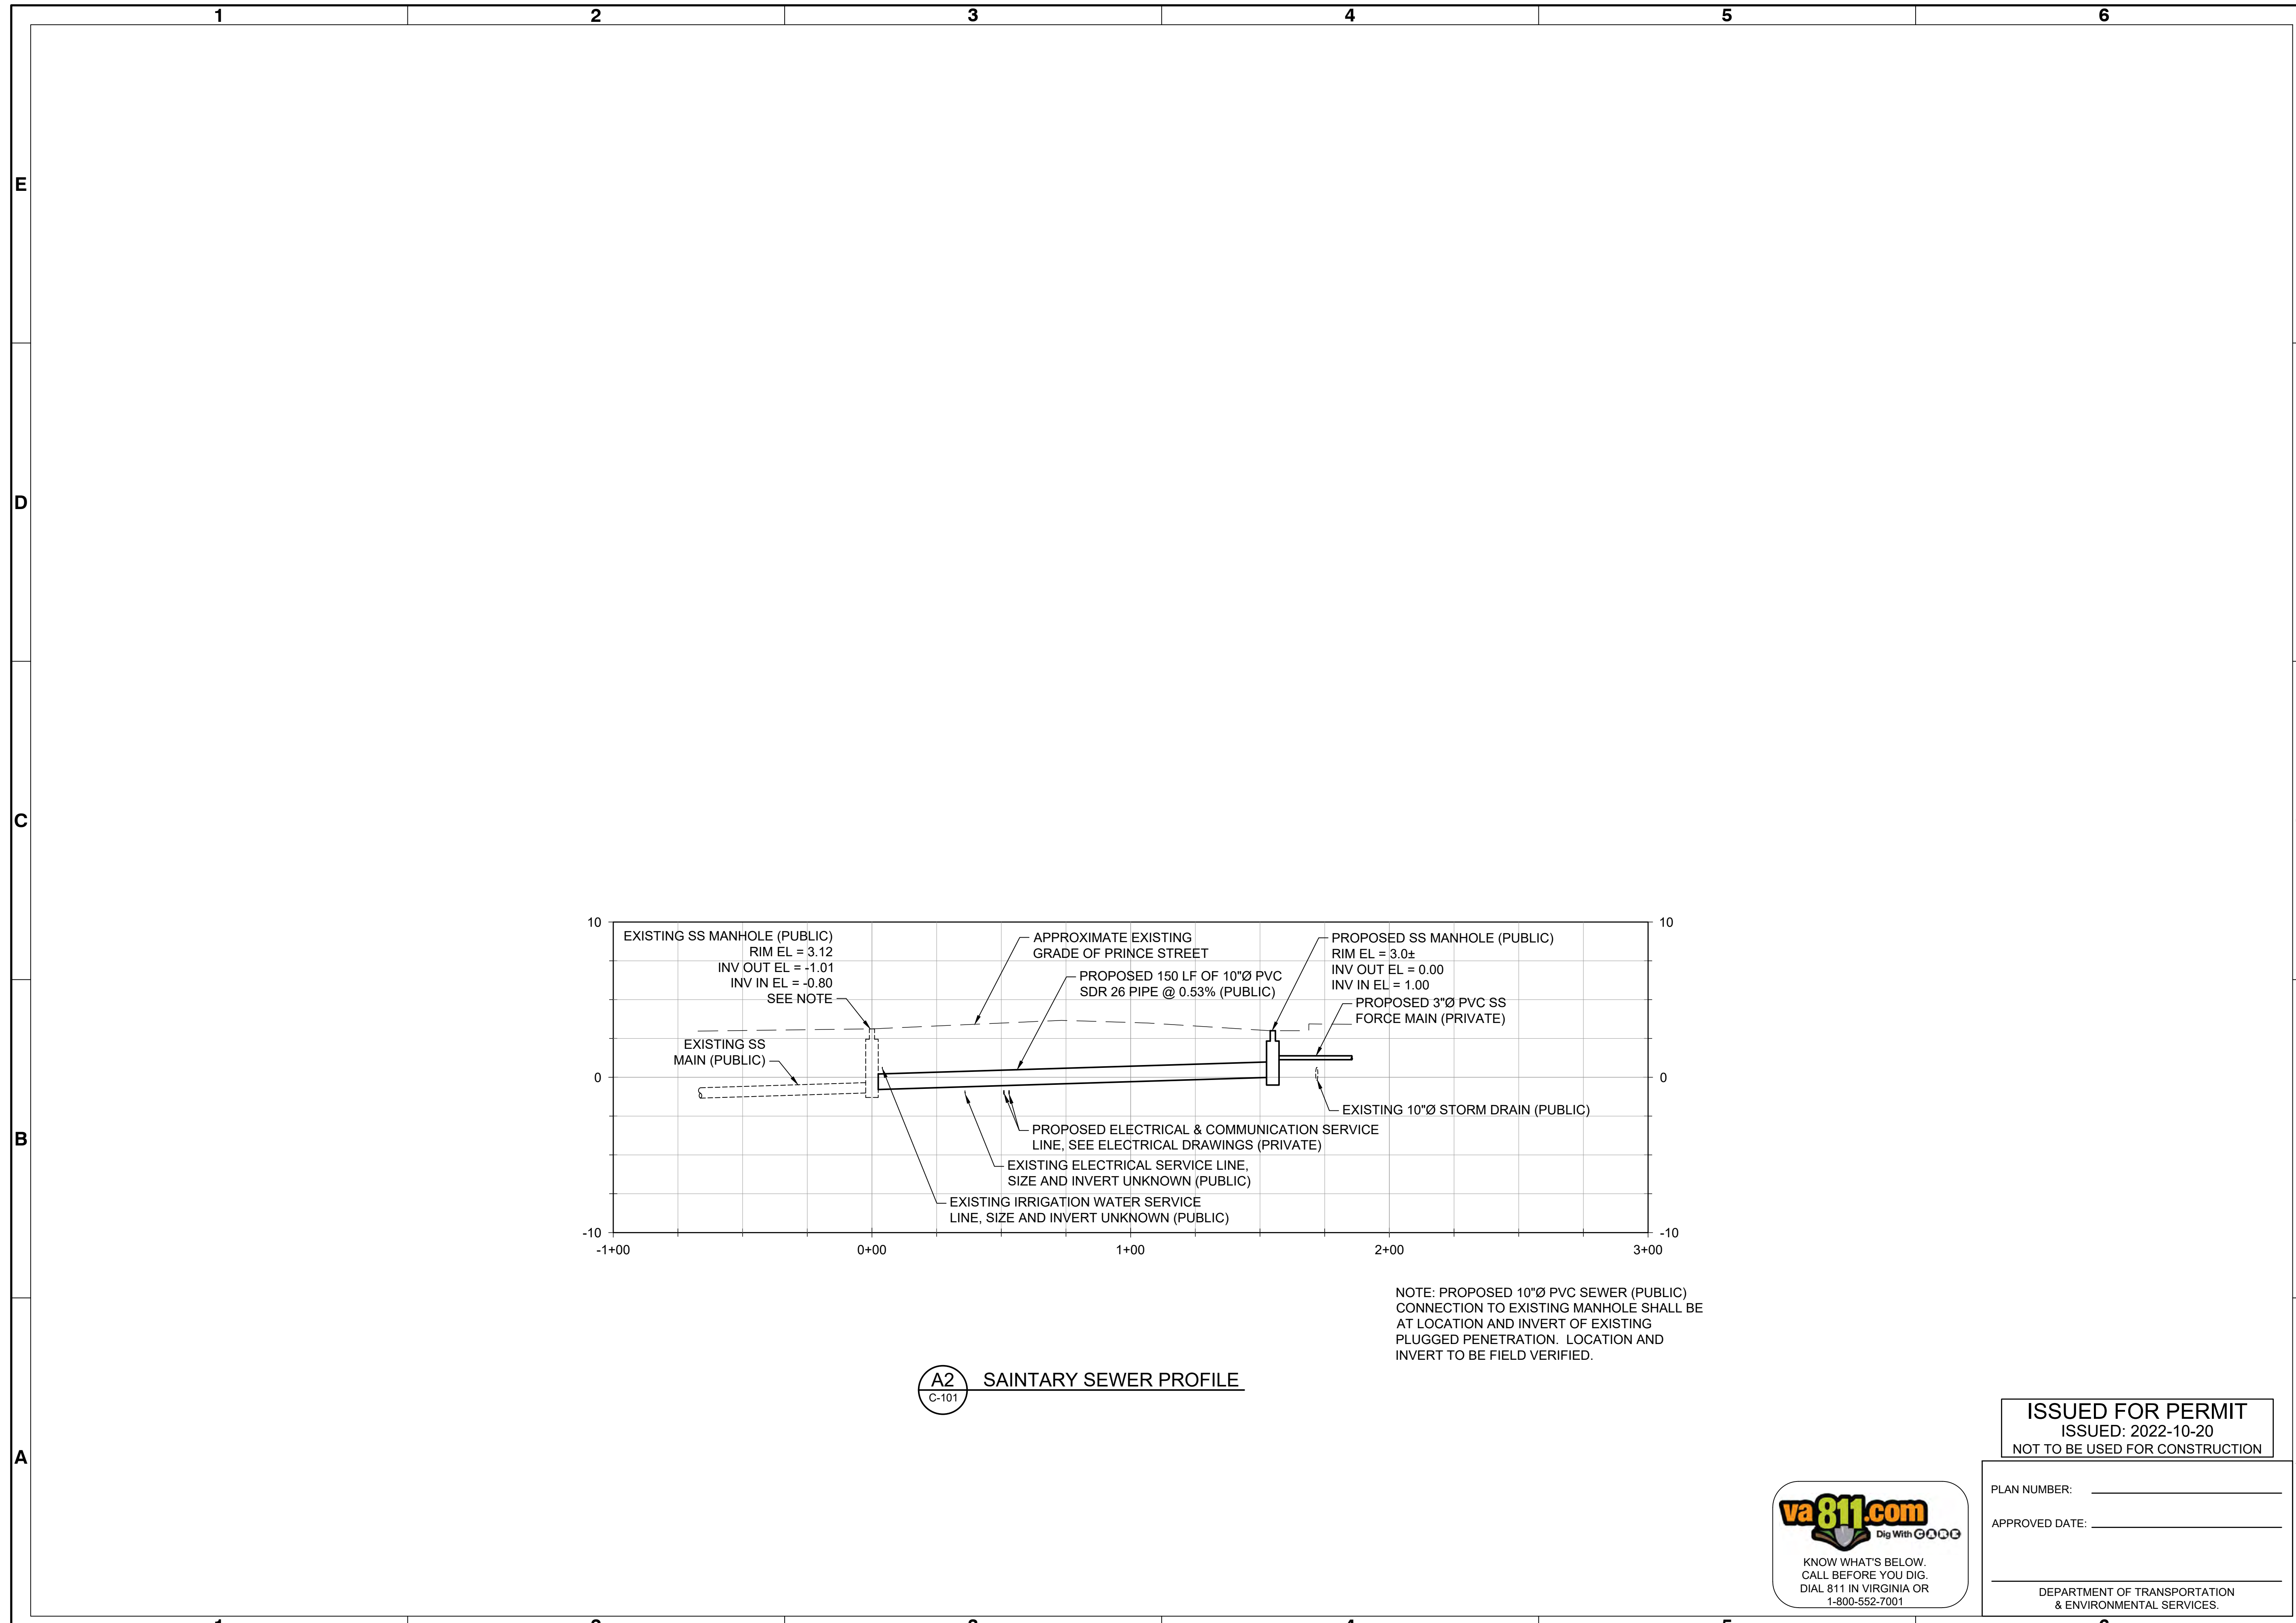 1 2 3 4 5 6
E
D
C
B
A
10
0
-10
10
0
-10
-1+00 0+00 1+00 2+00 3+00
EXISTING SS MANHOLE (PUBLIC)
RIM EL = 3.12
INV OUT EL = -1.01
INV IN EL = -0.80
SEE NOTE
EXISTING SS
MAIN (PUBLIC)
APPROXIMATE EXISTING
GRADE OF PRINCE STREET
PROPOSED 150 LF OF 10"Ø PVC
SDR 26 PIPE @ 0.53% (PUBLIC)
PROPOSED SS MANHOLE (PUBLIC)
RIM EL = 3.0±
INV OUT EL = 0.00
INV IN EL = 1.00
PROPOSED 3"Ø PVC SS
FORCE MAIN (PRIVATE)
EXISTING 10"Ø STORM DRAIN (PUBLIC)
PROPOSED ELECTRICAL & COMMUNICATION SERVICE
LINE, SEE ELECTRICAL DRAWINGS (PRIVATE)
EXISTING ELECTRICAL SERVICE LINE,
SIZE AND INVERT UNKNOWN (PUBLIC)
EXISTING IRRIGATION WATER SERVICE
LINE, SIZE AND INVERT UNKNOWN (PUBLIC)
NOTE: PROPOSED 10"Ø PVC SEWER (PUBLIC)
CONNECTION TO EXISTING MANHOLE SHALL BE
AT LOCATION AND INVERT OF EXISTING
PLUGGED PENETRATION. LOCATION AND
INVERT TO BE FIELD VERIFIED.
A2
C-101
SAINTARY SEWER PROFILE
ISSUED FOR PERMIT
ISSUED: 2022-10-20
NOT TO BE USED FOR CONSTRUCTION
va811.com
Dig With CARE
KNOW WHAT'S BELOW.
CALL BEFORE YOU DIG.
DIAL 811 IN VIRGINIA OR
1-800-552-7001
PLAN NUMBER:
APPROVED DATE:
DEPARTMENT OF TRANSPORTATION
& ENVIRONMENTAL SERVICES.